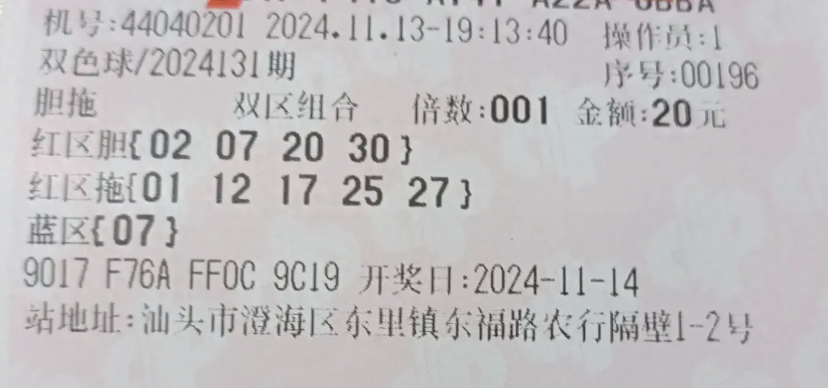 机号:44040201 2024.11.13-19:13:40 操作员:1
双色球/2024131期 序号:00196
胆拖 双区组合 倍数:001 金额:20元
红区胆{02 07 20 30}
红区拖{01 12 17 25 27}
蓝区{07}
9017 F76A FF0C 9C19 开奖日:2024-11-14
站地址:汕头市澄海区东里镇东福路农行隔壁1-2号